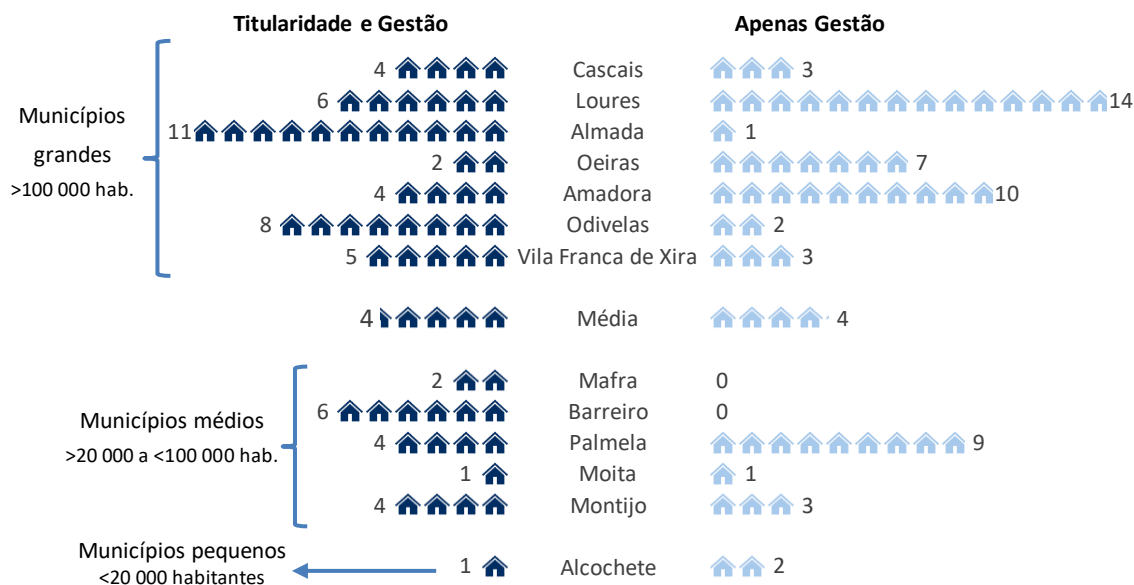 Titularidade e Gestão Apenas Gestão
4 Cascais 3
6 Loures 14
Municípios
grandes
>100 000 hab.
11 Almada 1
2 Oeiras 7
4 Amadora 10
8 Odivelas 2
5 Vila Franca de Xira 3
4 Média 4
2 Mafra 0
Municípios médios
>20 000 a <100 000 hab.
6 Barreiro 0
4 Palmela 9
1 Moita 1
4 Montijo 3
Municípios pequenos
<20 000 habitantes
1 Alcochete 2